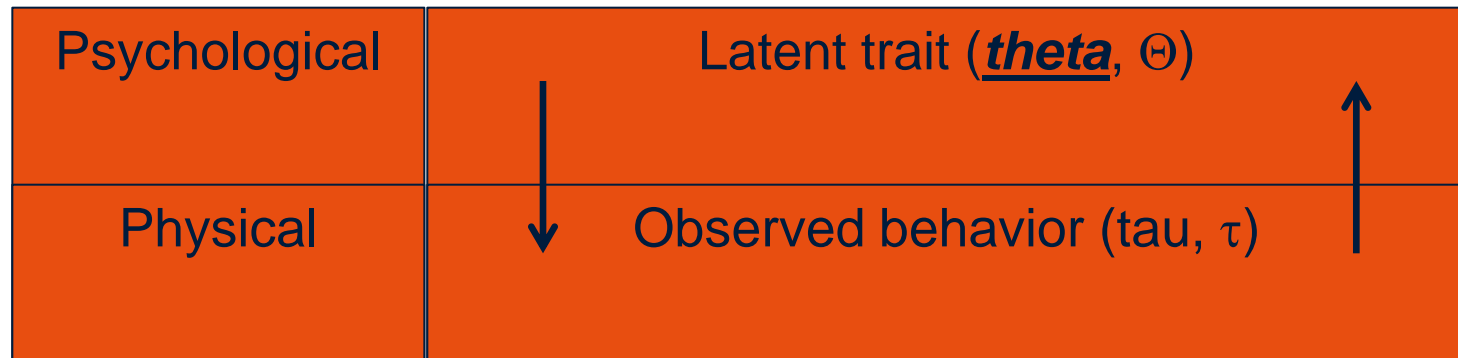 Psychological
Latent trait (theta, Θ)
Physical
Observed behavior (tau, τ)